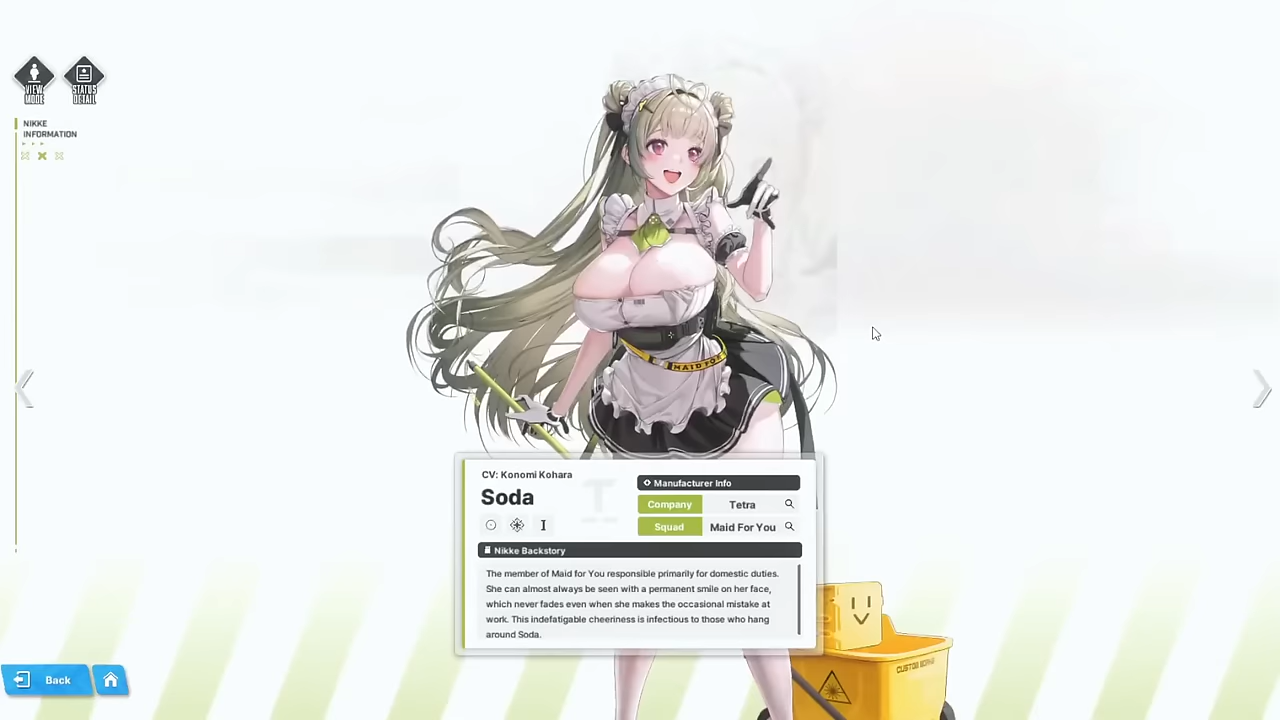 VIEW
MODE
STATUS
DETAIL
NIKKE
INFORMATION
MAID FOR
CV: Konomi Kohara
Soda
Manufacturer Info
Company Tetra
Squad Maid For You
Nikke Backstory
The member of Maid for You responsible primarily for domestic duties.
She can almost always be seen with a permanent smile on her face,
which never fades even when she makes the occasional mistake at
work. This indefatigable cheeriness is infectious to those who hang
around Soda.
Back